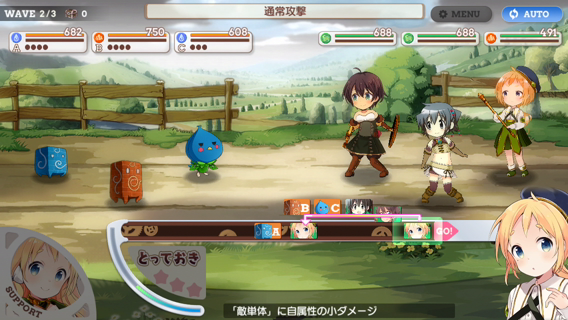 WAVE 2/3 0
通常攻撃
MENU
AUTO
682
750
608
688
688
491
A
B
C
B
C
A
GO!
とっておき
SUPPORT
「敵単体」に自属性の小ダメージ